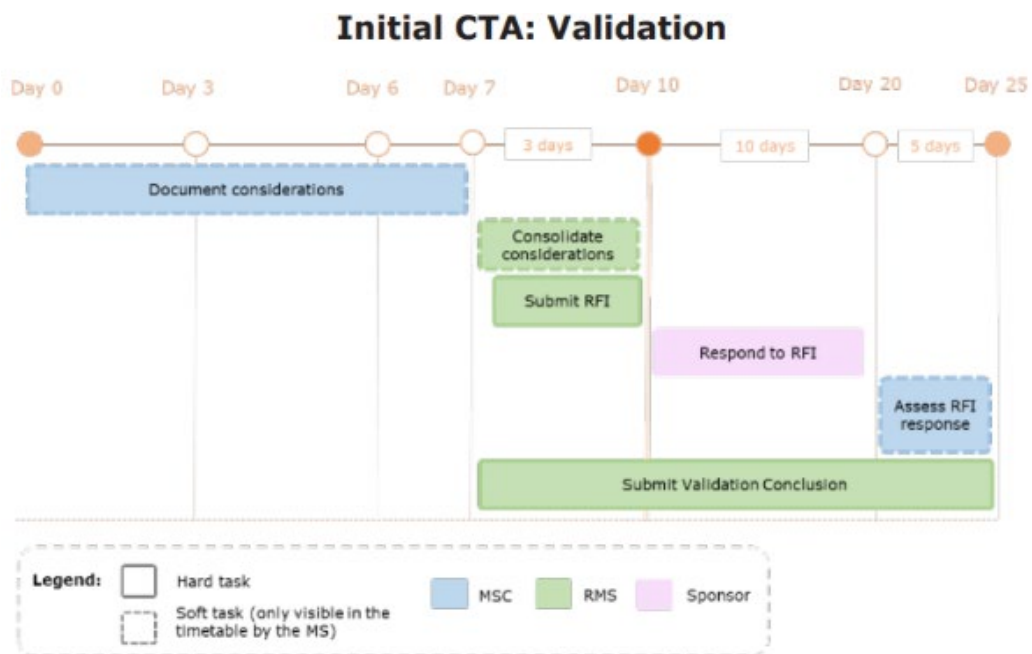 Initial CTA: Validation
Day 0
Day 3
Day 6
Day 7
Day 10
Day 20
Day 25
3 days
10 days
5 days
Document considerations
Consolidate
considerations
Submit RFI
Respond to RFI
Assess RFI
response
Submit Validation Conclusion
Legend:
Hard task
Soft task (only visible in the
timetable by the MS)
MSC
RMS
Sponsor